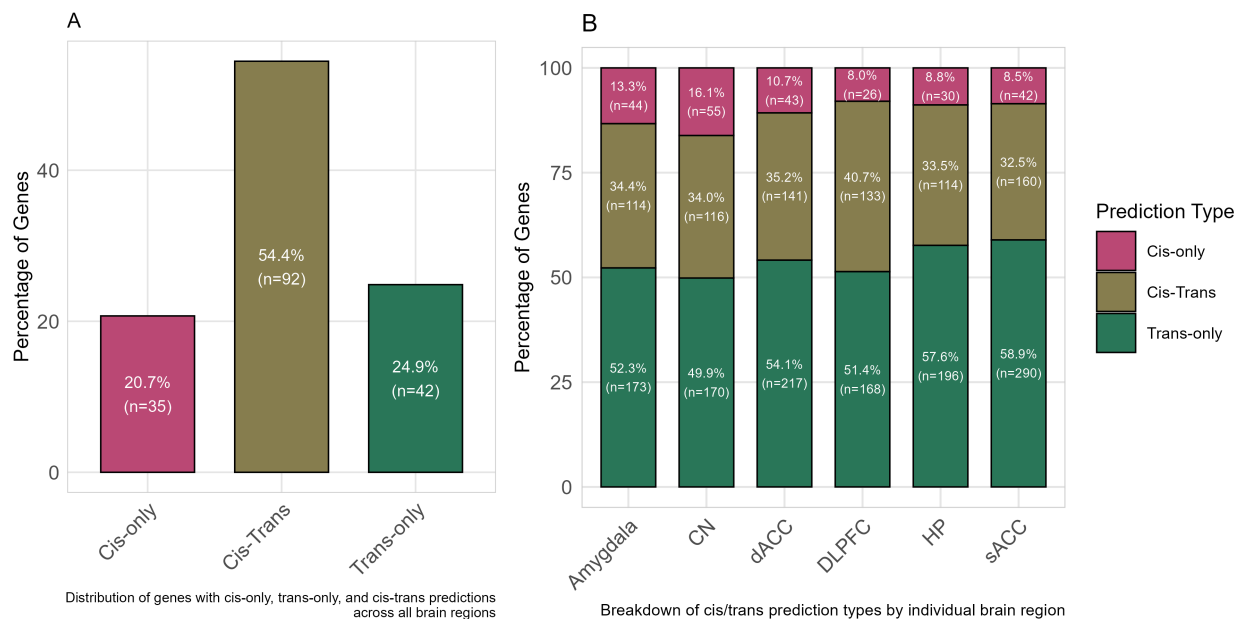 A
Percentage of Genes
40
20
0
20.7%
(n=35)
54.4%
(n=92)
24.9%
(n=42)
Cis-only
Cis-Trans
Trans-only
Distribution of genes with cis-only, trans-only, and cis-trans predictions
across all brain regions
B
Percentage of Genes
100
75
50
25
0
13.3%
(n=44)
34.4%
(n=114)
52.3%
(n=173)
16.1%
(n=55)
34.0%
(n=116)
49.9%
(n=170)
10.7%
(n=43)
35.2%
(n=141)
54.1%
(n=217)
8.0%
(n=26)
40.7%
(n=133)
51.4%
(n=168)
8.8%
(n=30)
33.5%
(n=114)
57.6%
(n=196)
8.5%
(n=42)
32.5%
(n=160)
58.9%
(n=290)
Amygdala
CN
dACC
DLPFC
HP
sACC
Breakdown of cis/trans prediction types by individual brain region
Prediction Type
Cis-only
Cis-Trans
Trans-only